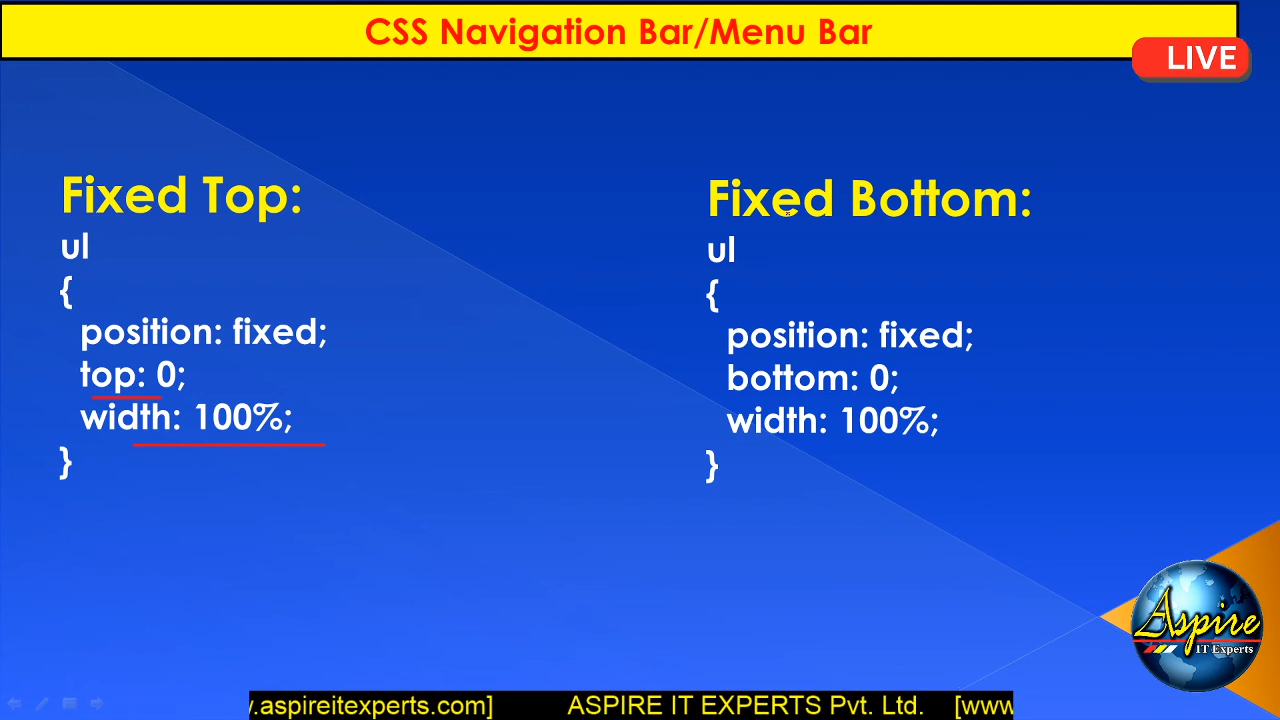 CSS Navigation Bar/Menu Bar
LIVE
Fixed Top:
ul
{
position: fixed;
top: 0;
width: 100%;
}
Fixed Bottom:
ul
{
position: fixed;
bottom: 0;
width: 100%;
}
Aspire
IT Experts
.aspireitexperts.com] ASPIRE IT EXPERTS Pvt. Ltd. [www